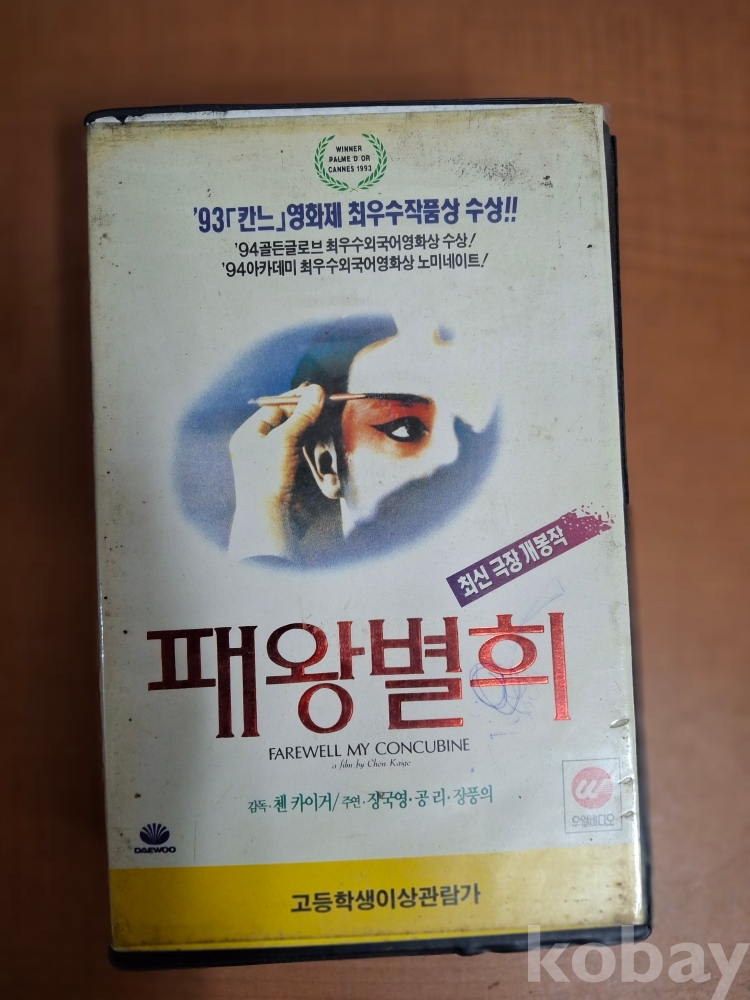 WINNER
PALME D'OR
CANNES 1993
'93「칸느」영화제 최우수작품상 수상!!
'94골든글로브 최우수외국어영화상 수상!
'94아카데미 최우수외국어영화상 노미네이트!
최신 극장 개봉작
패왕별희
FAREWELL MY CONCUBINE
a film by Chen Kaige
감독·첸 카이거/주연·장국영·공 리·장풍의
DAEWOO
우일비디오
고등학생이상관람가
kobay